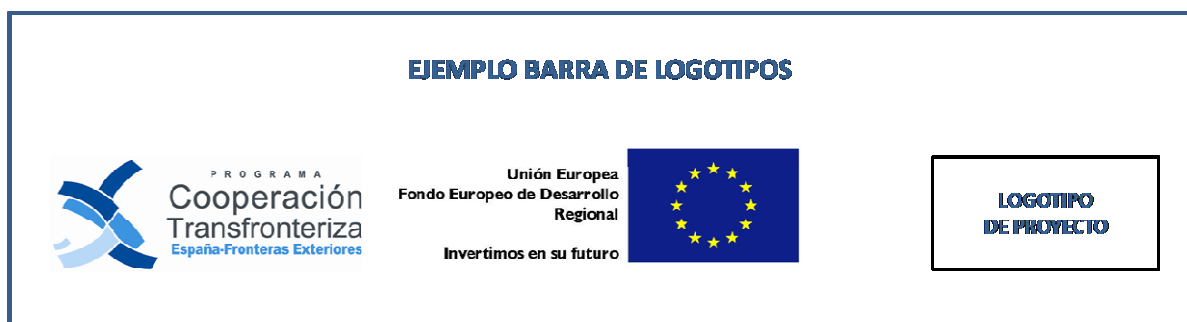 EJEMPLO BARRA DE LOGOTIPOS
PROGRAMA
Cooperación
Transfronteriza
España-Fronteras Exteriores
Unión Europea
Fondo Europeo de Desarrollo
Regional
Invertimos en su futuro
LOGOTIPO
DE PROYECTO